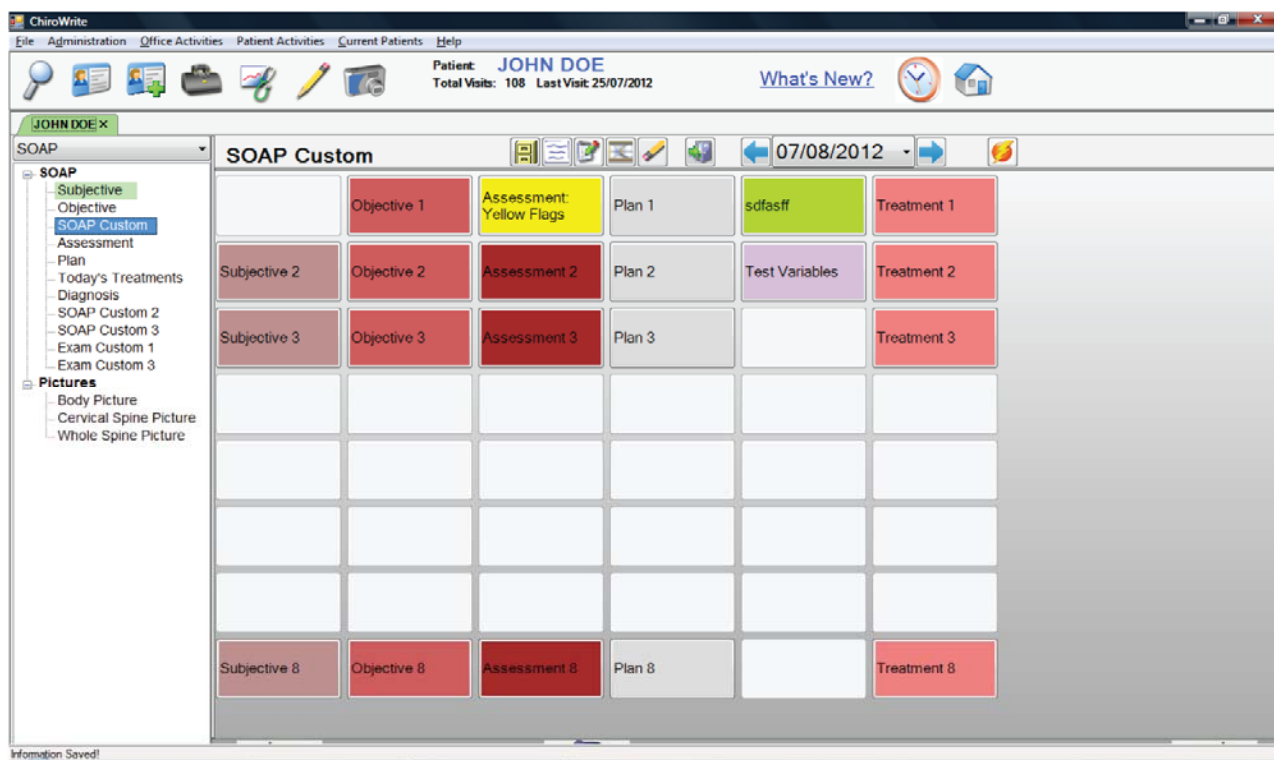 ChiroWrite
File Administration Office Activities Patient Activities Current Patients Help
Patient: JOHN DOE
Total Visits: 108 Last Visit: 25/07/2012
What's New?
JOHN DOE ×
SOAP
SOAP Custom
07/08/2012
SOAP
Subjective
Objective
SOAP Custom
Assessment
Plan
Today's Treatments
Diagnosis
SOAP Custom 2
SOAP Custom 3
Exam Custom 1
Exam Custom 3
Pictures
Body Picture
Cervical Spine Picture
Whole Spine Picture
Objective 1
Assessment:
Yellow Flags
Plan 1
sdfasff
Treatment 1
Subjective 2
Objective 2
Assessment 2
Plan 2
Test Variables
Treatment 2
Subjective 3
Objective 3
Assessment 3
Plan 3
Treatment 3
Subjective 8
Objective 8
Assessment 8
Plan 8
Treatment 8
Information Saved!